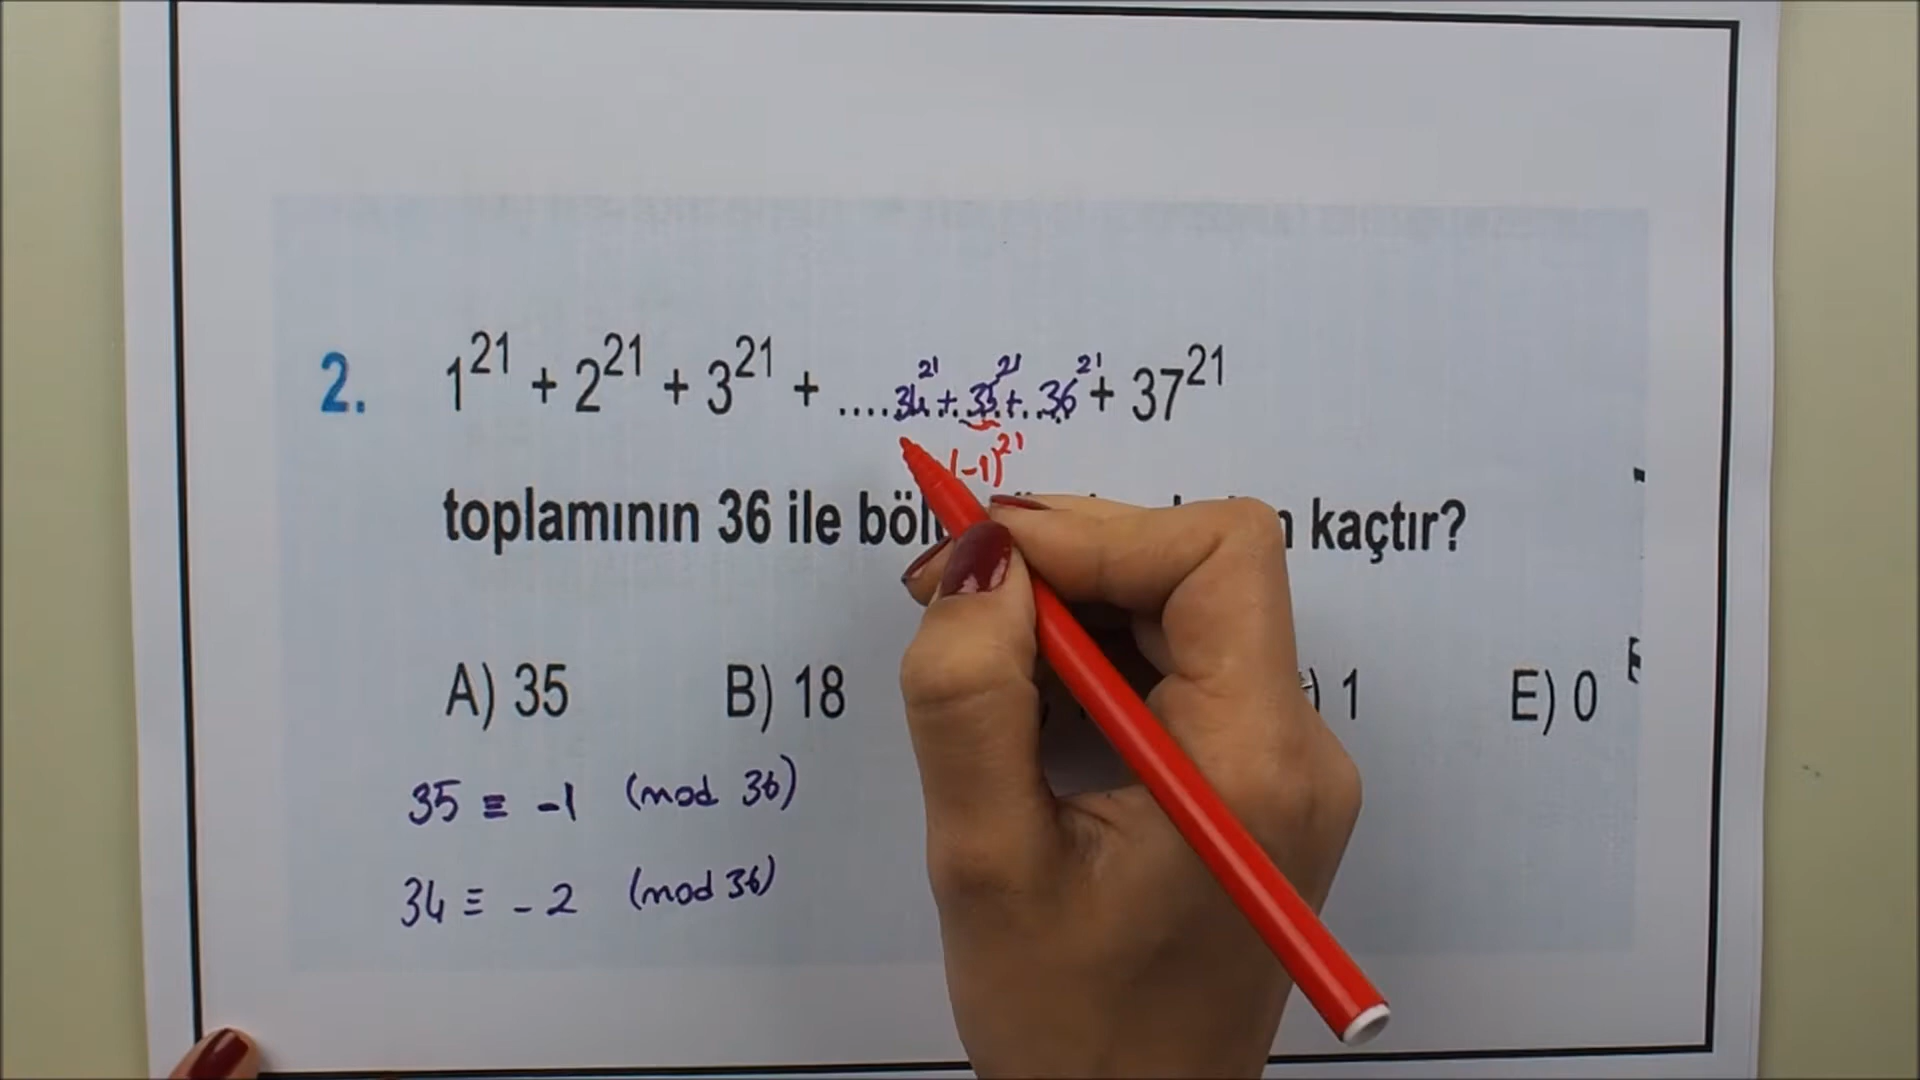 2. 1²¹ + 2²¹ + 3²¹ + ....34²¹ + 35²¹ + 36²¹ + 37²¹
(-1)²¹
toplamının 36 ile kaçtır?
A) 35 B) 18 1 E) 0
35 ≡ -1 (mod 36)
34 ≡ -2 (mod 36)